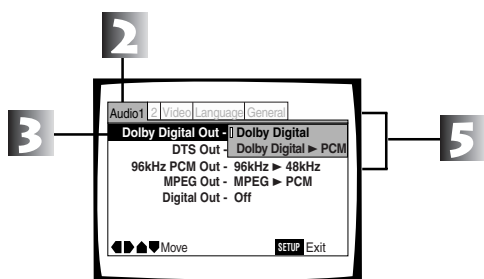 2
Audio1 2 Video Language General
Dolby Digital Out - Dolby Digital
3
DTS Out - Dolby Digital ► PCM
5
96kHz PCM Out - 96kHz ► 48kHz
MPEG Out - MPEG ► PCM
Digital Out - Off
Move SETUP Exit